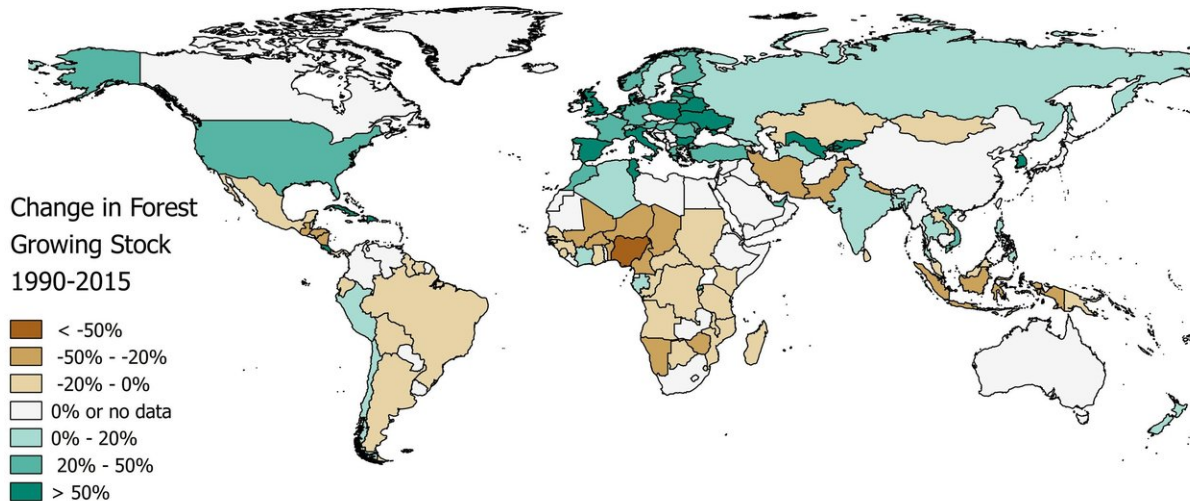 Change in Forest
Growing Stock
1990-2015
< -50%
-50% - -20%
-20% - 0%
0% or no data
0% - 20%
20% - 50%
> 50%